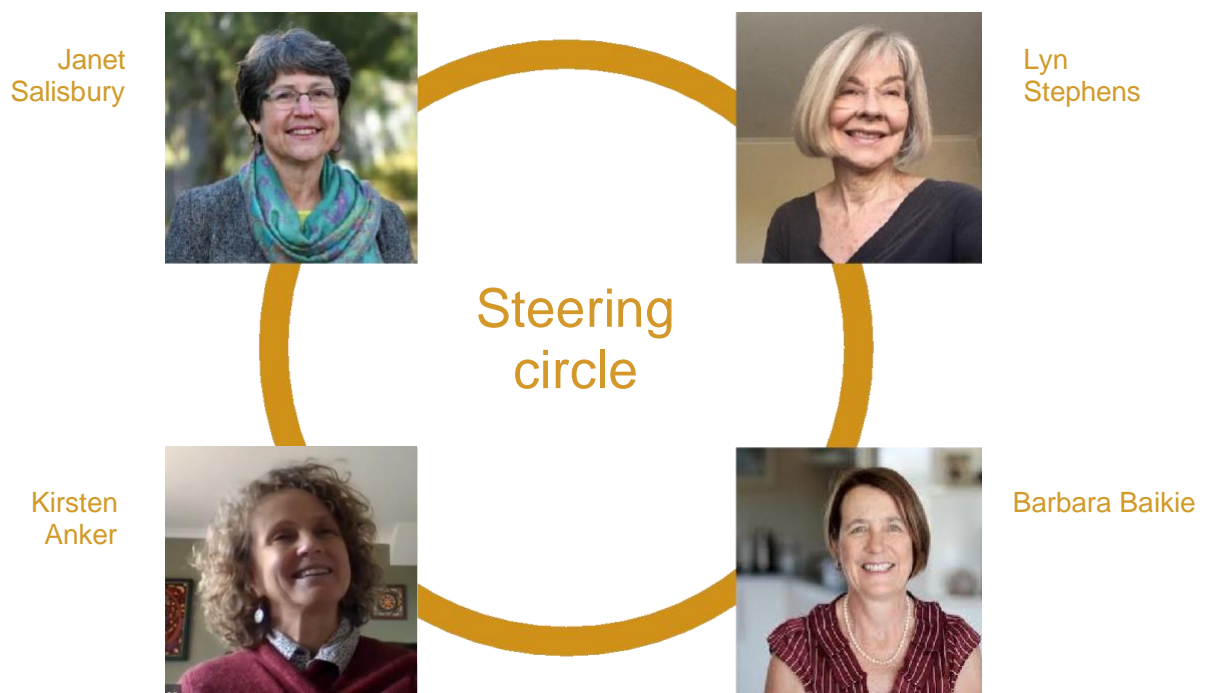 Janet
Salisbury
Lyn
Stephens
Steering
circle
Kirsten
Anker
Barbara Baikie